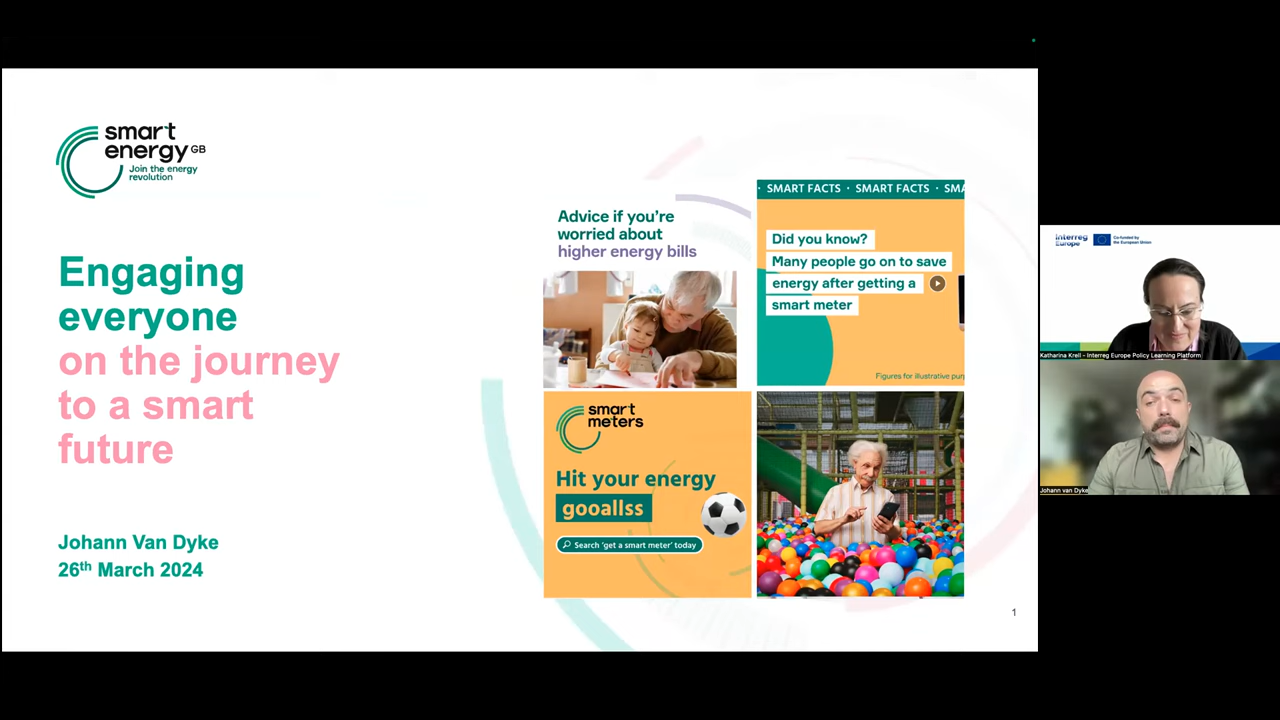 smart
energy GB
Join the energy
revolution
Engaging
everyone
on the journey
to a smart
future
Johann Van Dyke
26th March 2024
Advice if you're
worried about
higher energy bills
· SMART FACTS · SMART FACTS · SMA
Did you know?
Many people go on to save
energy after getting a
smart meter
Figures for illustrative purp
smart
meters
Hit your energy
gooallss
Search 'get a smart meter' today
1
Interreg
Europe
Co-funded by
the European Union
Katharina Krell - Interreg Europe Policy Learning Platform
Johann van Dyke